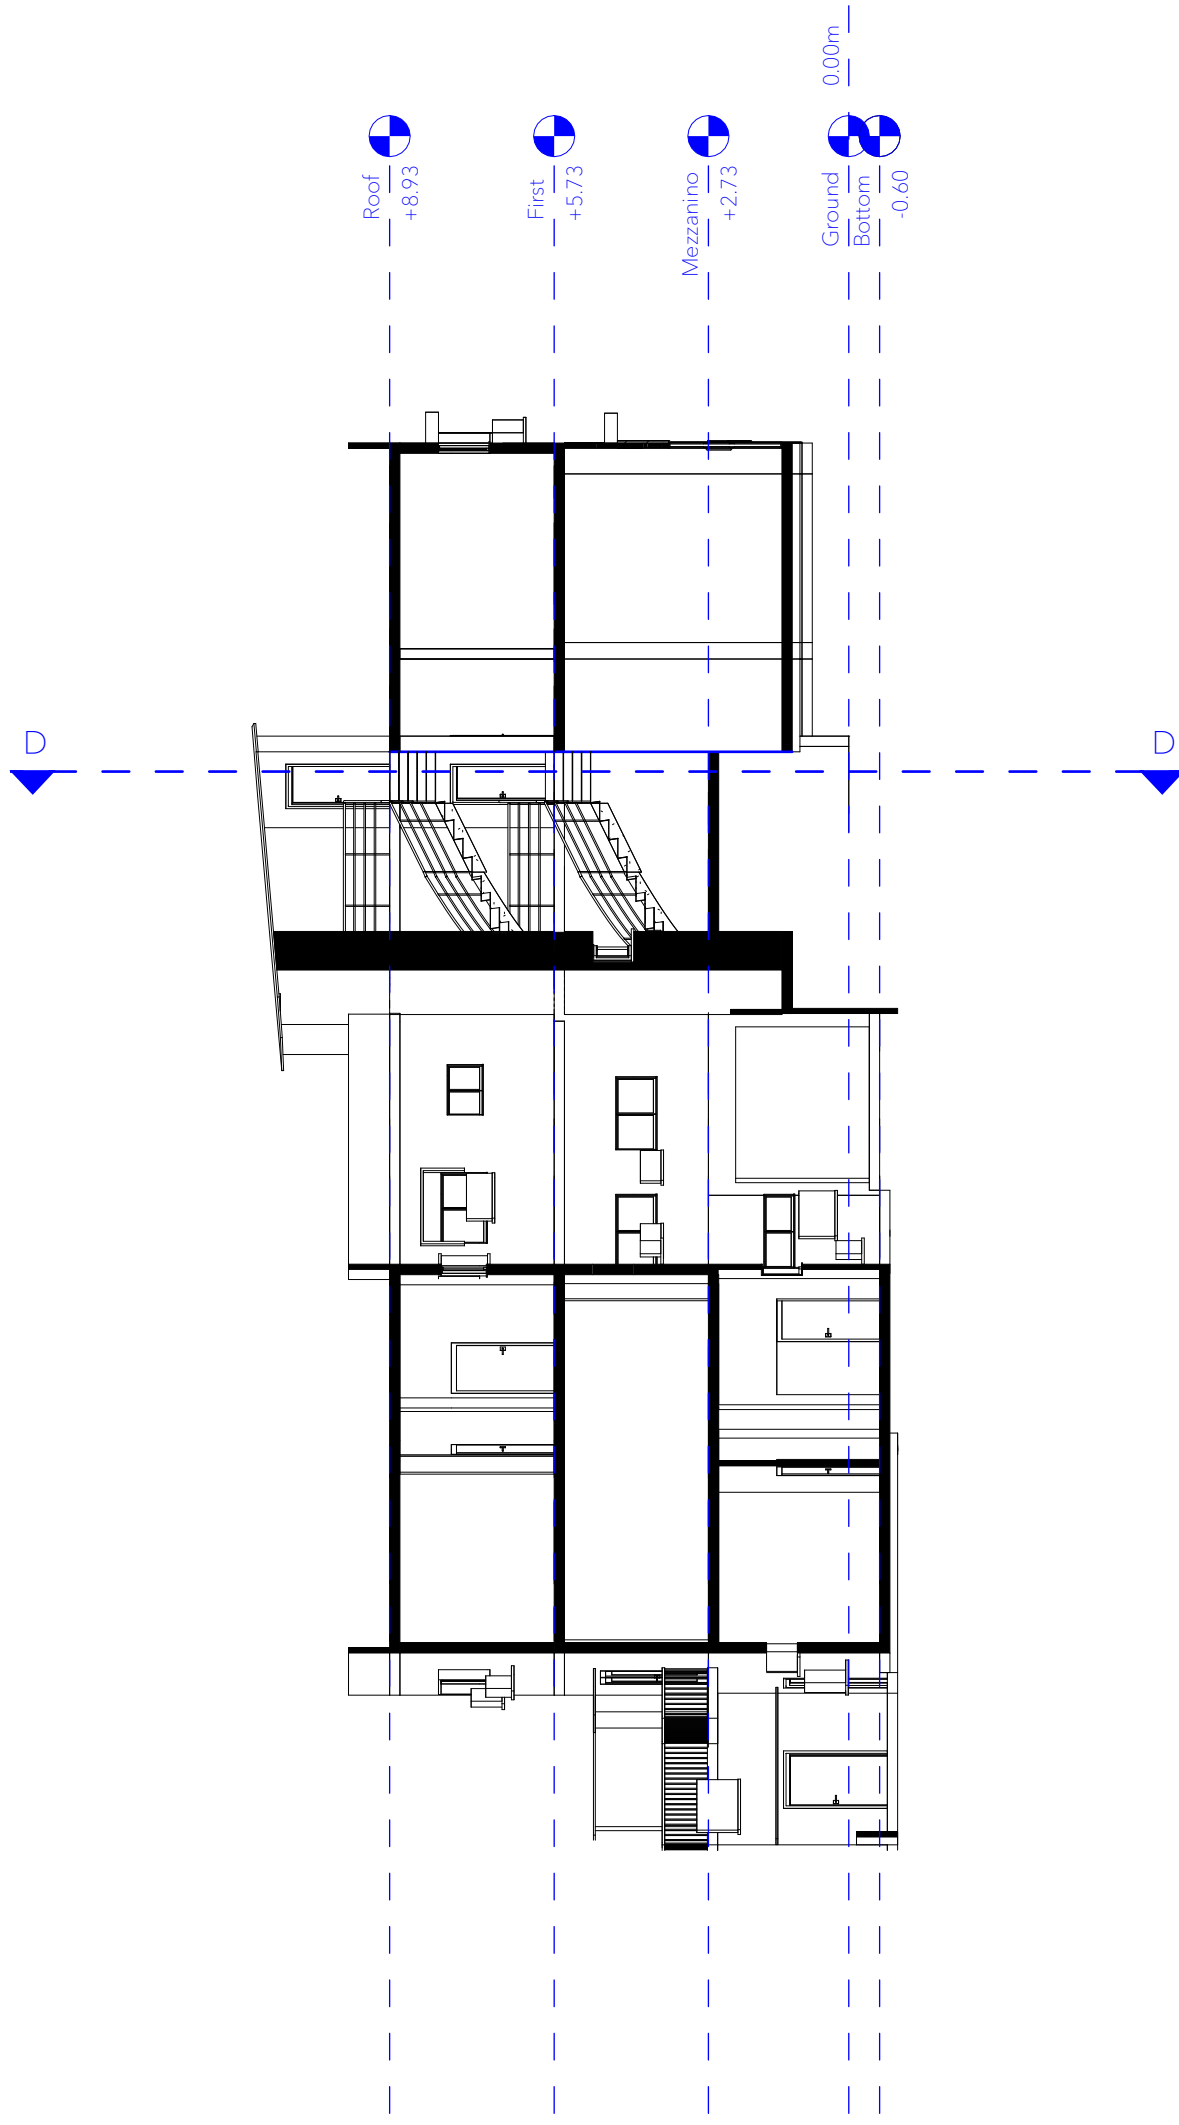 Roof
+8.93
First
+5.73
Mezzanino
+2.73
Ground
0.00m
Bottom
-0.60
D
D